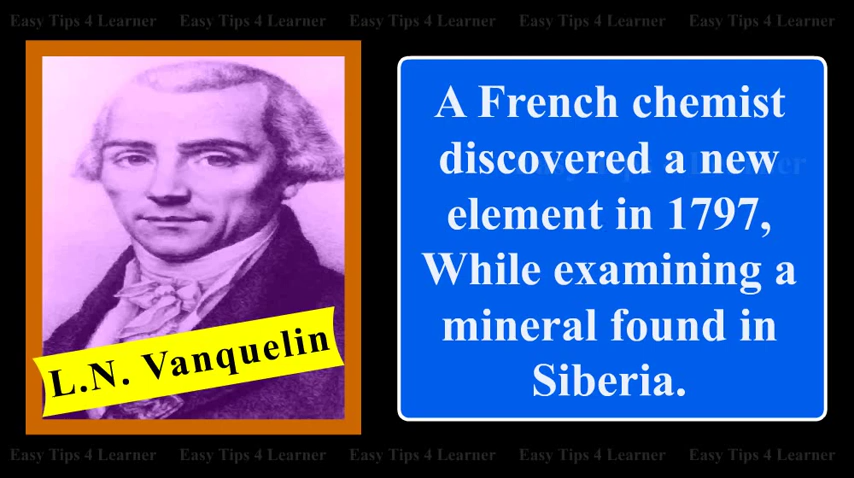 Easy Tips 4 Learner Easy Tips 4 Learner Easy Tips 4 Learner Easy Tips 4 Learner Easy Tips 4 Learner
L.N. Vanquelin
A French chemist
discovered a new
element in 1797,
While examining a
mineral found in
Siberia.
Easy Tips 4 Learner Easy Tips 4 Learner Easy Tips 4 Learner Easy Tips 4 Learner Easy Tips 4 Learner